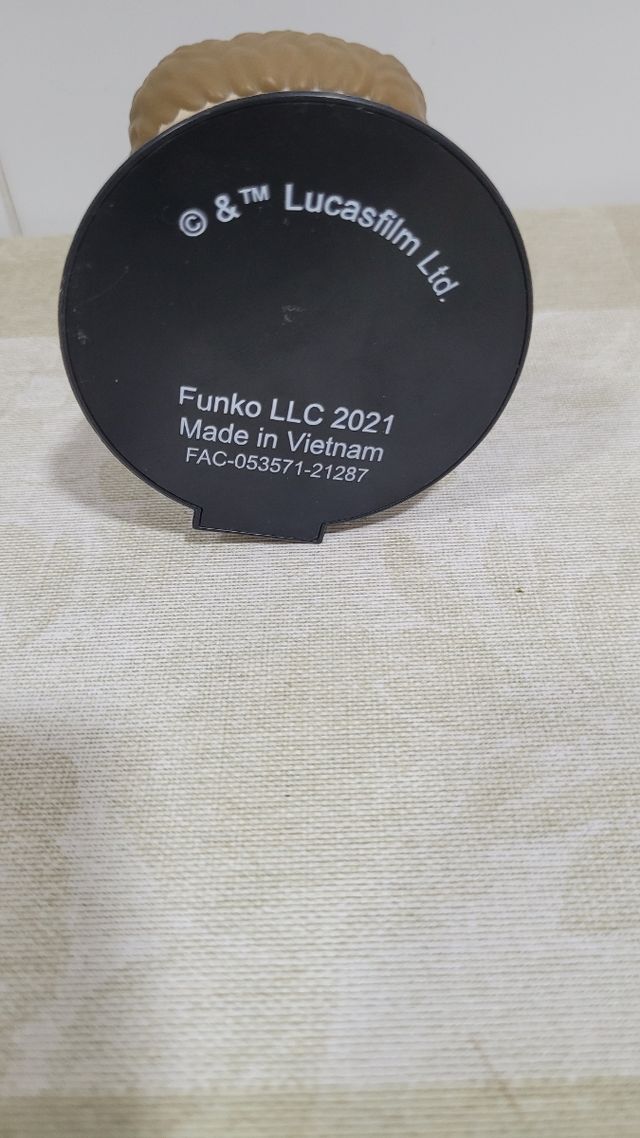 © &™ Lucasfilm Ltd.
Funko LLC 2021
Made in Vietnam
FAC-053571-21287